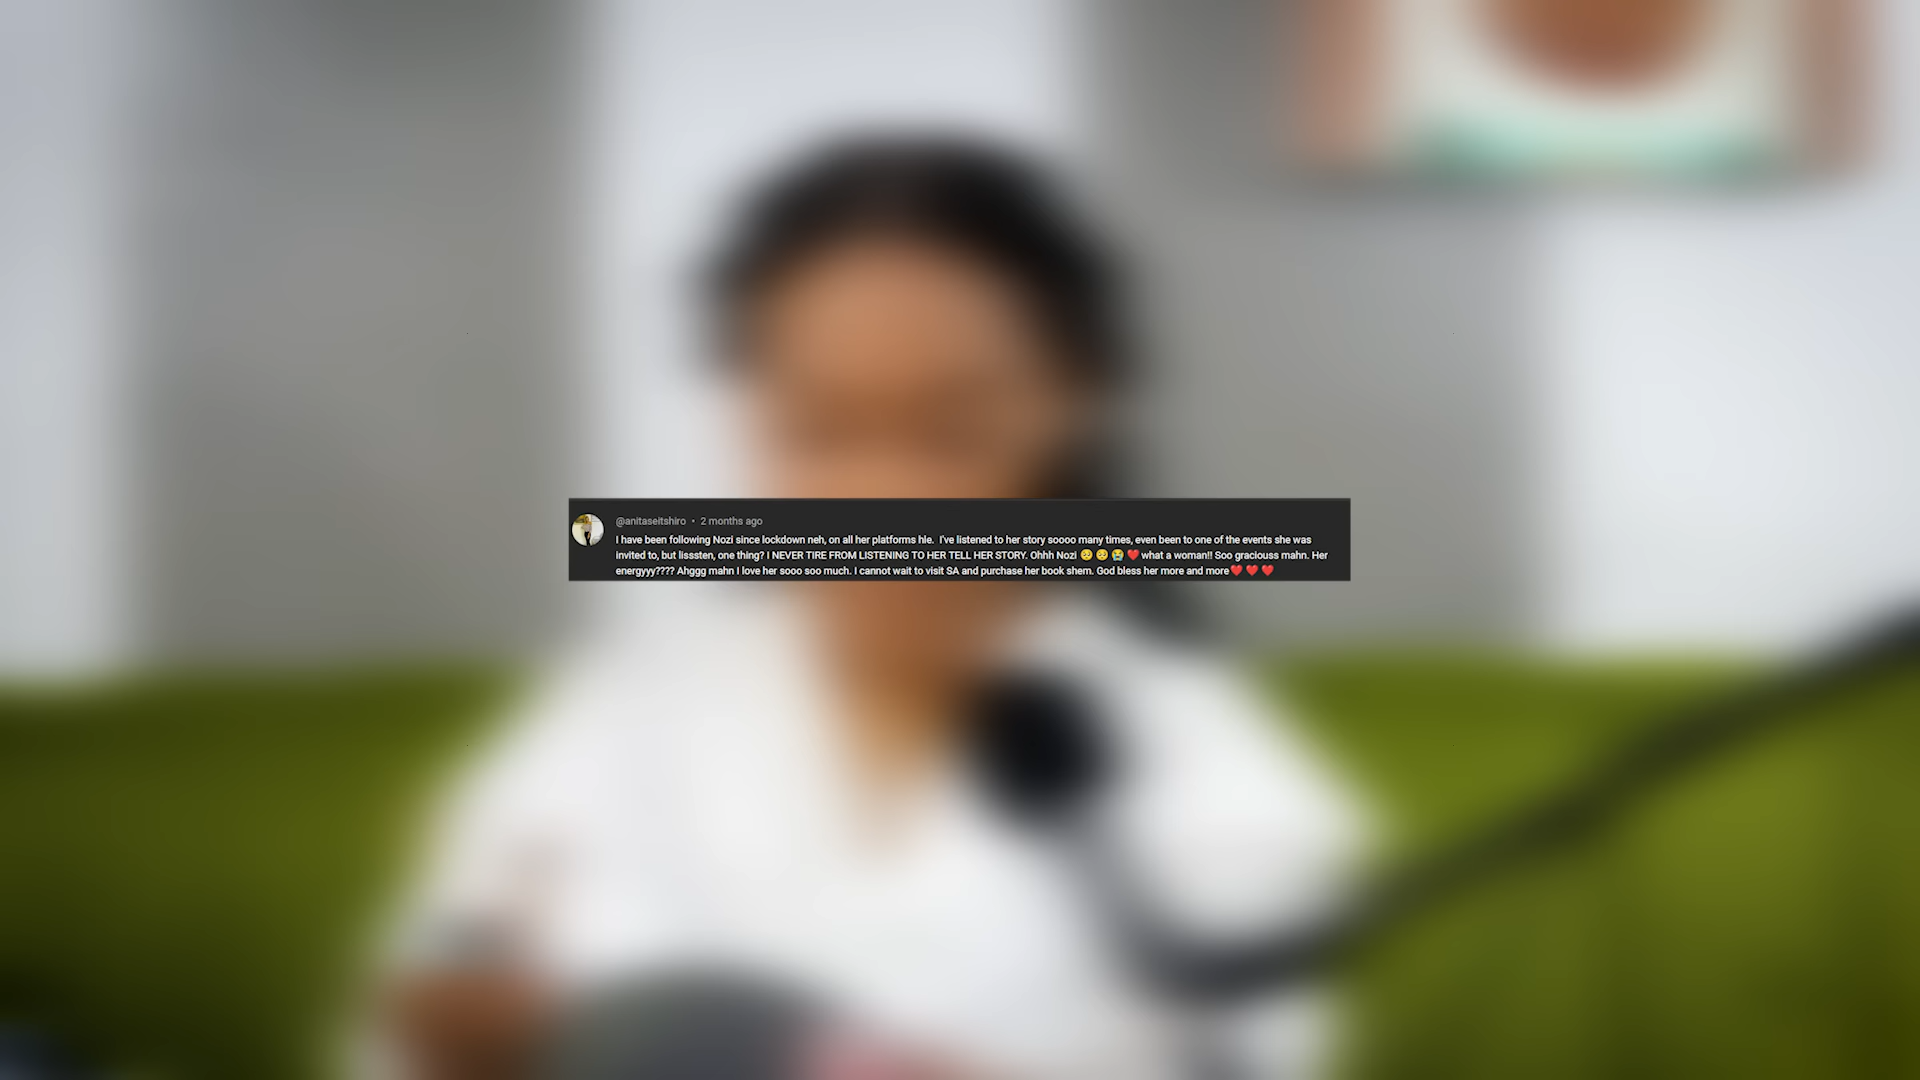 @anitaseitshiro • 2 months ago
I have been following Nozi since lockdown neh, on all her platforms hle.  I've listened to her story soooo many times, even been to one of the events she was
invited to, but lisssten, one thing? I NEVER TIRE FROM LISTENING TO HER TELL HER STORY. Ohhh Nozi 🥺 🥺 😭 ❤️ what a woman!! Soo graciouss mahn. Her
energyyy???? Ahggg mahn I love her sooo soo much. I cannot wait to visit SA and purchase her book shem. God bless her more and more❤️ ❤️ ❤️